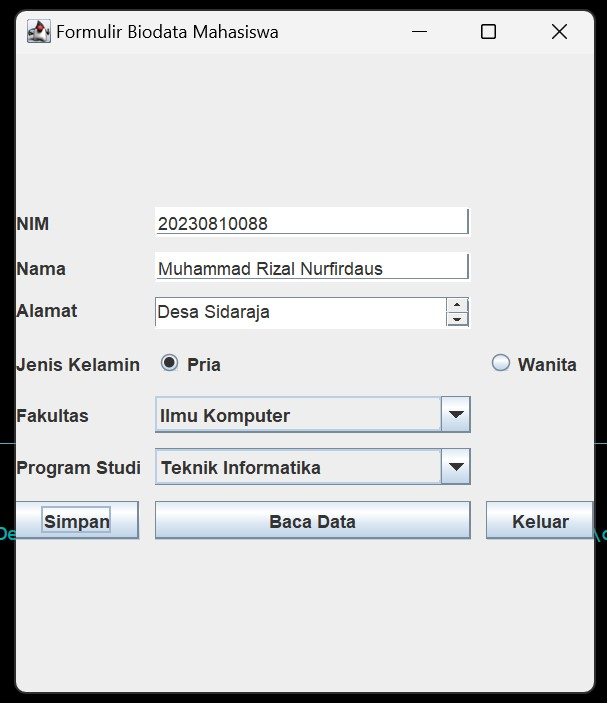 Formulir Biodata Mahasiswa
NIM 20230810088
Nama Muhammad Rizal Nurfirdaus
Alamat Desa Sidaraja
Jenis Kelamin Pria Wanita
Fakultas Ilmu Komputer
Program Studi Teknik Informatika
Simpan Baca Data Keluar